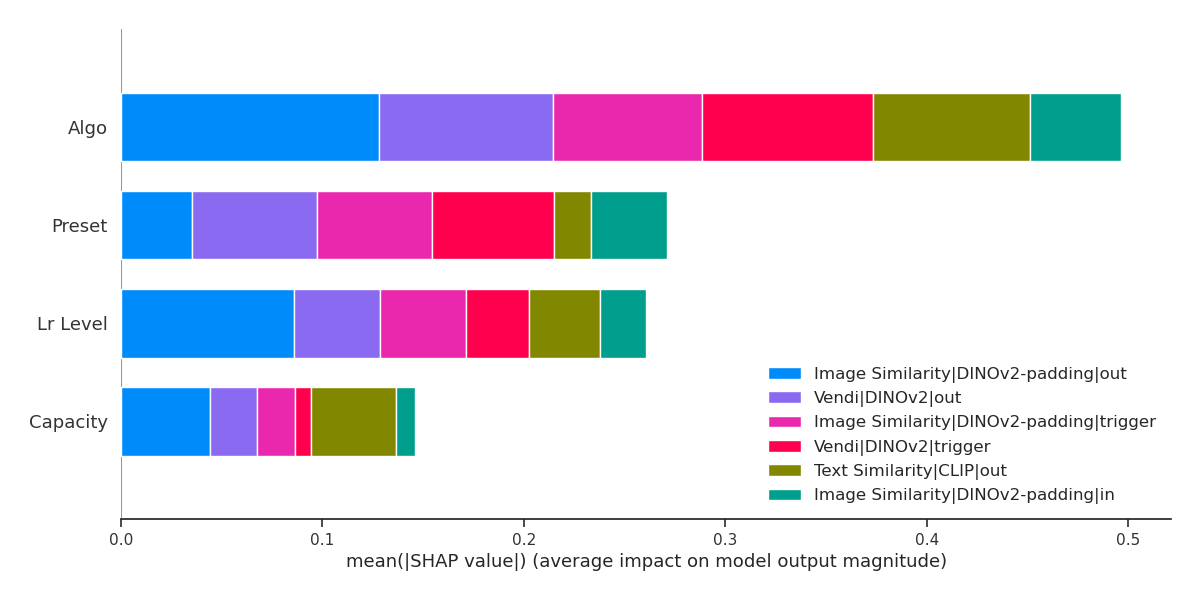 Algo
Preset
Lr Level
Capacity
Image Similarity|DINOv2-padding|out
Vendi|DINOv2|out
Image Similarity|DINOv2-padding|trigger
Vendi|DINOv2|trigger
Text Similarity|CLIP|out
Image Similarity|DINOv2-padding|in
0.0 0.1 0.2 0.3 0.4 0.5
mean(|SHAP value|) (average impact on model output magnitude)